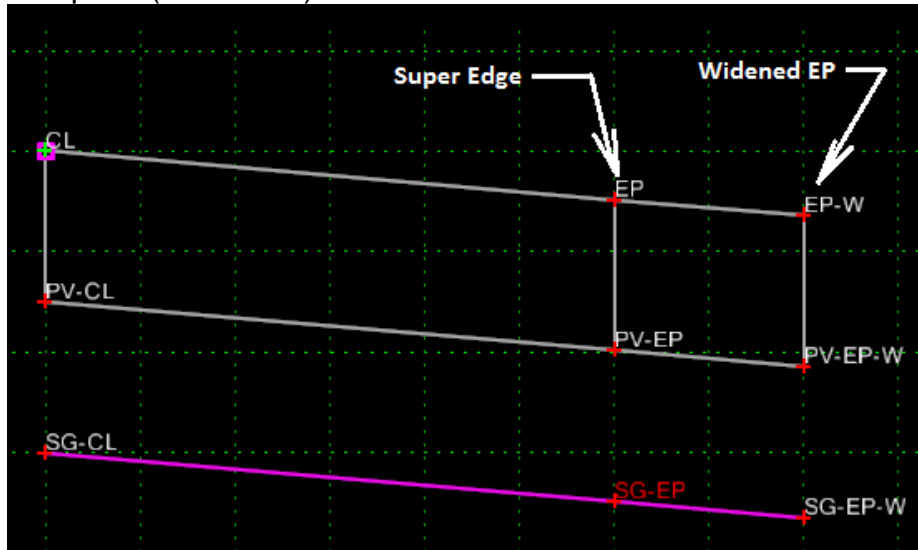 Super Edge
Widened EP
CL
EP
EP-W
PV-CL
PV-EP
PV-EP-W
SG-CL
SG-EP
SG-EP-W